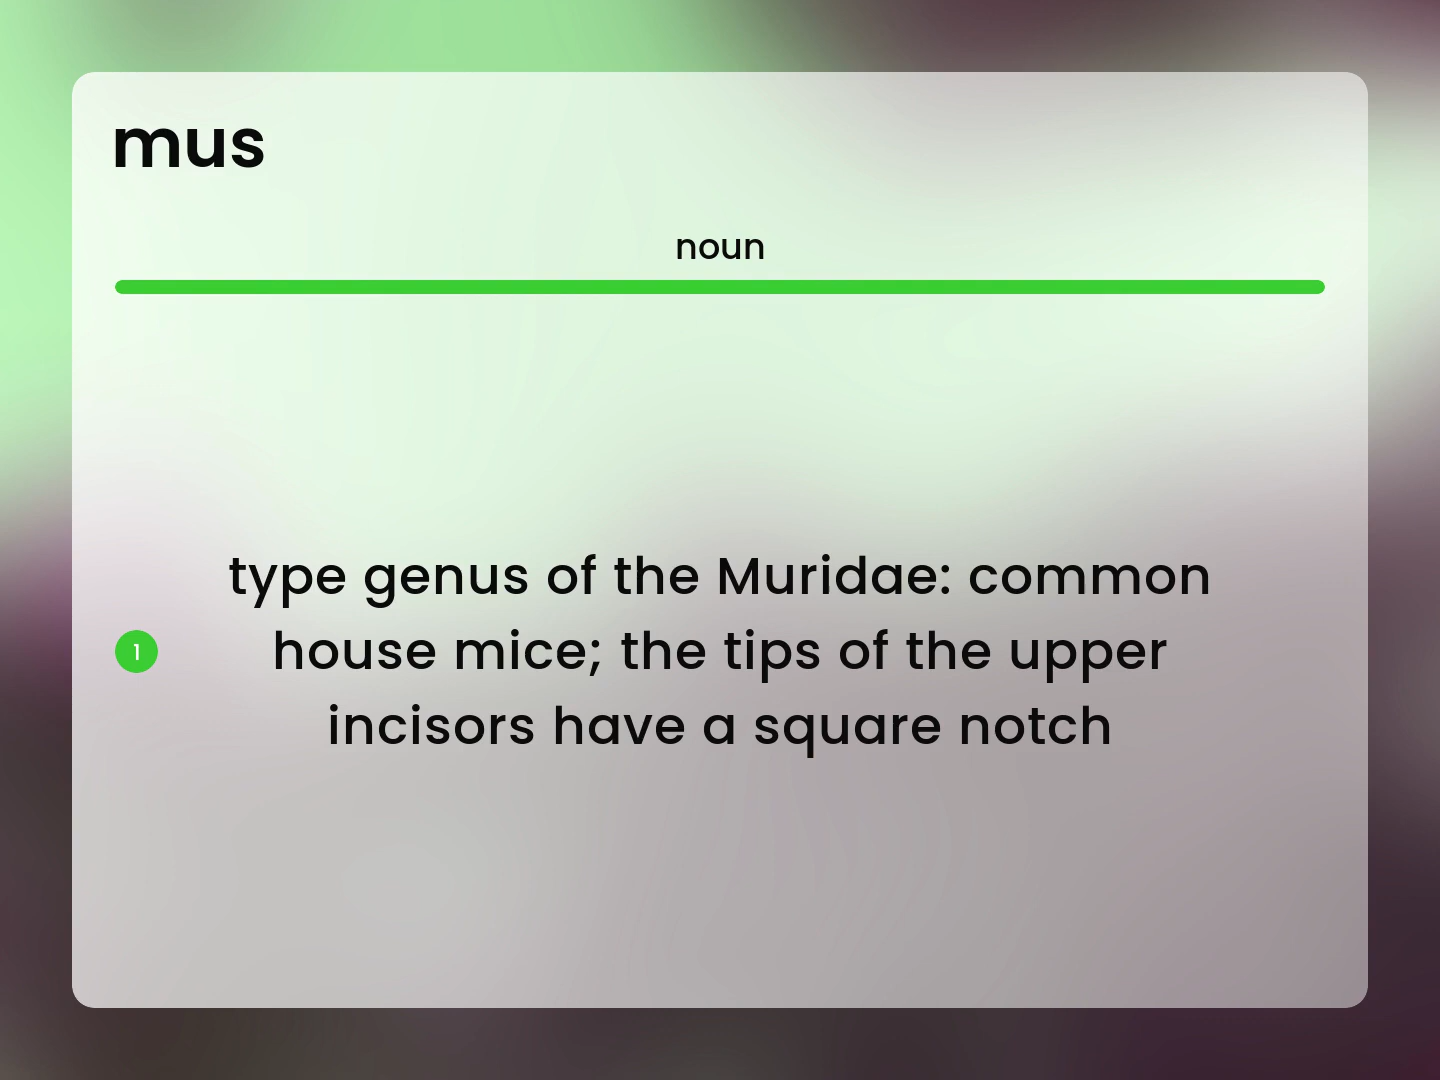 mus
noun
type genus of the Muridae: common
1
house mice; the tips of the upper
incisors have a square notch